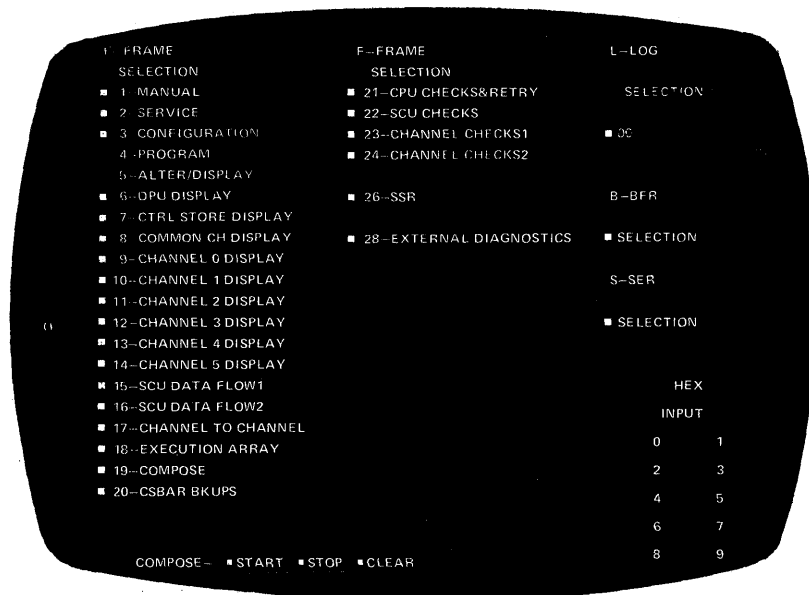 F--FRAME
SELECTION
1--MANUAL
2--SERVICE
3--CONFIGURATION
4--PROGRAM
5--ALTER/DISPLAY
6--OPU DISPLAY
7--CTRL STORE DISPLAY
8--COMMON CH DISPLAY
9--CHANNEL 0 DISPLAY
10--CHANNEL 1 DISPLAY
11--CHANNEL 2 DISPLAY
12--CHANNEL 3 DISPLAY
13--CHANNEL 4 DISPLAY
14--CHANNEL 5 DISPLAY
15--SCU DATA FLOW1
16--SCU DATA FLOW2
17--CHANNEL TO CHANNEL
18--EXECUTION ARRAY
19--COMPOSE
20--CSBAR BKUPS
F--FRAME
SELECTION
21--CPU CHECKS&RETRY
22--SCU CHECKS
23--CHANNEL CHECKS1
24--CHANNEL CHECKS2
26--SSR
28--EXTERNAL DIAGNOSTICS
L--LOG
SELECTION
B--BFR
SELECTION
S--SER
SELECTION
HEX
INPUT
0 1
2 3
4 5
6 7
8 9
COMPOSE-- START STOP CLEAR